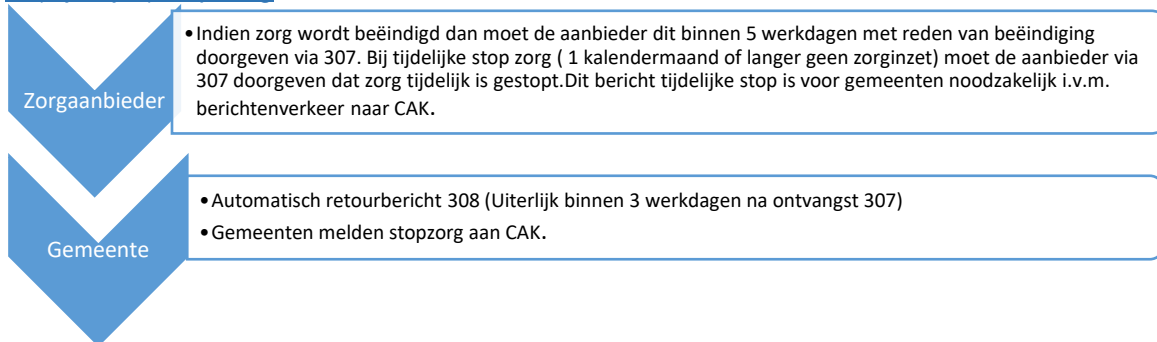 Zorgaanbieder
•Indien zorg wordt beëindigd dan moet de aanbieder dit binnen 5 werkdagen met reden van beëindiging
doorgeven via 307. Bij tijdelijke stop zorg ( 1 kalendermaand of langer geen zorginzet) moet de aanbieder via
307 doorgeven dat zorg tijdelijk is gestopt.Dit bericht tijdelijke stop is voor gemeenten noodzakelijk i.v.m.
berichtenverkeer naar CAK.
Gemeente
•Automatisch retourbericht 308 (Uiterlijk binnen 3 werkdagen na ontvangst 307)
•Gemeenten melden stopzorg aan CAK.